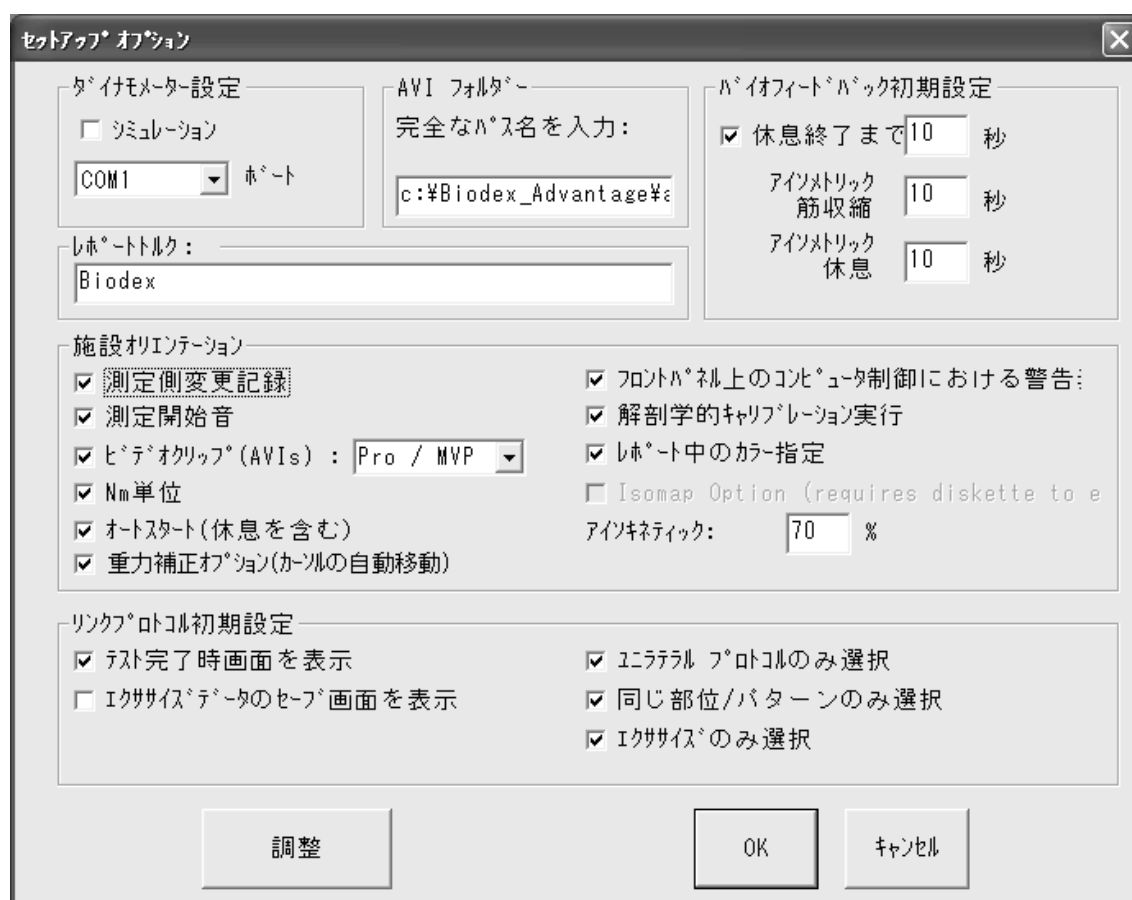 ｾｯﾄｱｯﾌﾟ ｵﾌﾟｼｮﾝ
ﾀﾞｲﾅﾓﾒｰﾀｰ設定
ｼﾐｭﾚｰｼｮﾝ
COM1 ﾎﾟｰﾄ
AVI ﾌｫﾙﾀﾞｰ
完全なﾊﾟｽ名を入力:
c:¥Biodex_Advantage¥a
ﾊﾞｲｵﾌｨｰﾄﾞﾊﾞｯｸ初期設定
休息終了まで 10 秒
ｱｲｿﾒﾄﾘｯｸ
筋収縮 10 秒
ｱｲｿﾒﾄﾘｯｸ
休息 10 秒
ﾚﾎﾟｰﾄﾄﾙｸ:
Biodex
施設ｵﾘｴﾝﾃｰｼｮﾝ
測定側変更記録
測定開始音
ﾋﾞﾃﾞｵｸﾘｯﾌﾟ(AVIs) : Pro / MVP
Nm単位
ｵｰﾄｽﾀｰﾄ(休息を含む)
重力補正ｵﾌﾟｼｮﾝ(ｶｰｿﾙの自動移動)
ﾌﾛﾝﾄﾊﾟﾈﾙ上のｺﾝﾋﾟｭｰﾀ制御における警告
解剖学的ｷｬﾘﾌﾞﾚｰｼｮﾝ実行
ﾚﾎﾟｰﾄ中のｶﾗｰ指定
Isomap Option (requires diskette to e
ｱｲｿｷﾈﾃｨｯｸ: 70 %
ﾘﾝｸﾌﾟﾛﾄｺﾙ初期設定
ﾃｽﾄ完了時画面を表示
ｴｸｻｻｲｽﾞﾃﾞｰﾀのｾｰﾌﾞ画面を表示
ﾕﾆﾗﾃﾗﾙ ﾌﾟﾛﾄｺﾙのみ選択
同じ部位/パターンのみ選択
ｴｸｻｻｲｽﾞのみ選択
調整
OK
ｷｬﾝｾﾙ